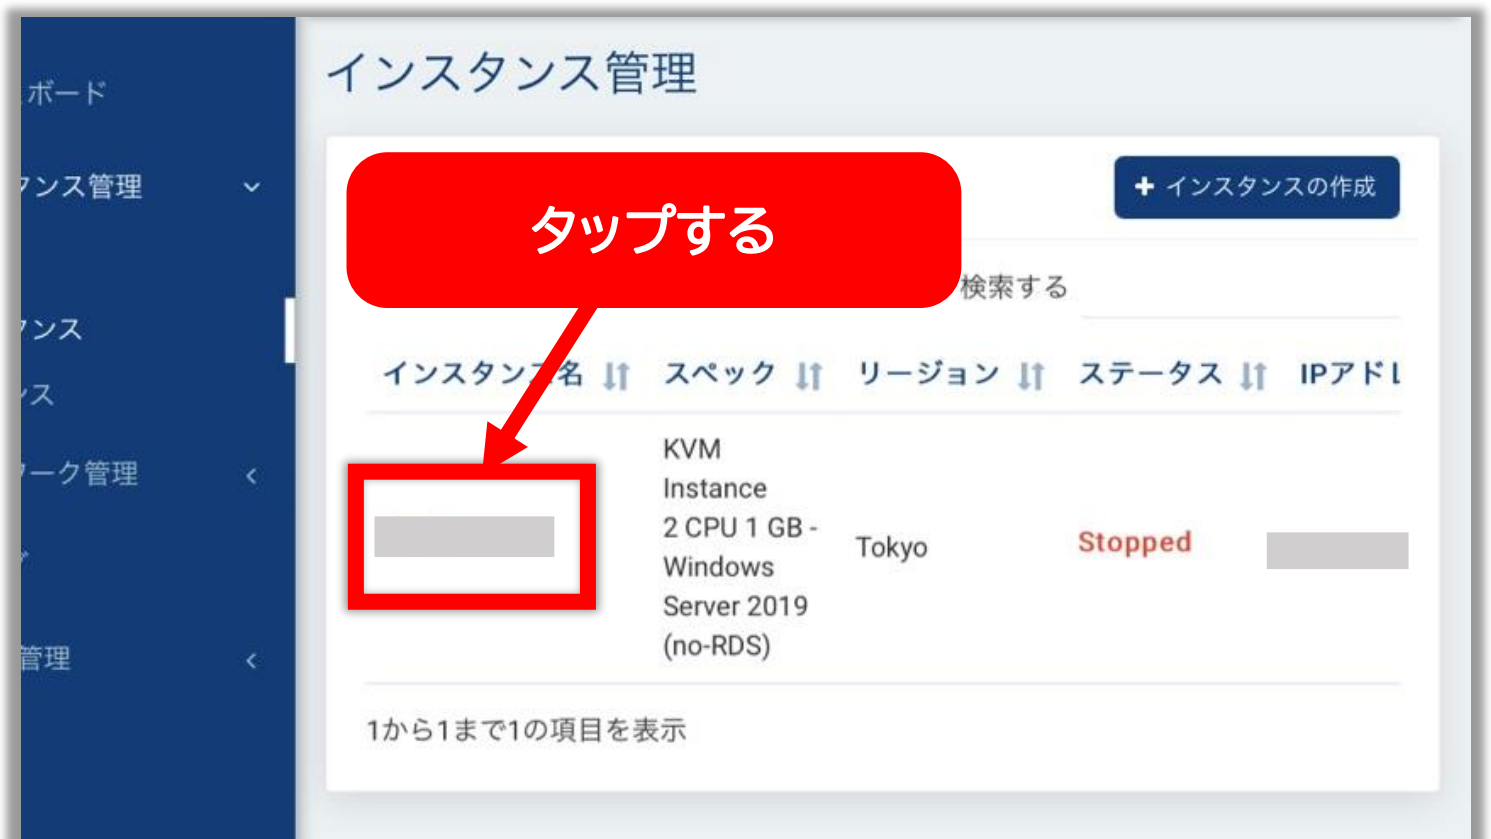 ボード
インスタンス管理
ンス管理
タップする
+ インスタンスの作成
検索する
ンス
インスタンス名 スペック リージョン ステータス IPアド
ス
KVM
Instance
2 CPU 1 GB -
Windows
Server 2019
(no-RDS)
Tokyo
Stopped
ーク管理
管理
1から1まで1の項目を表示